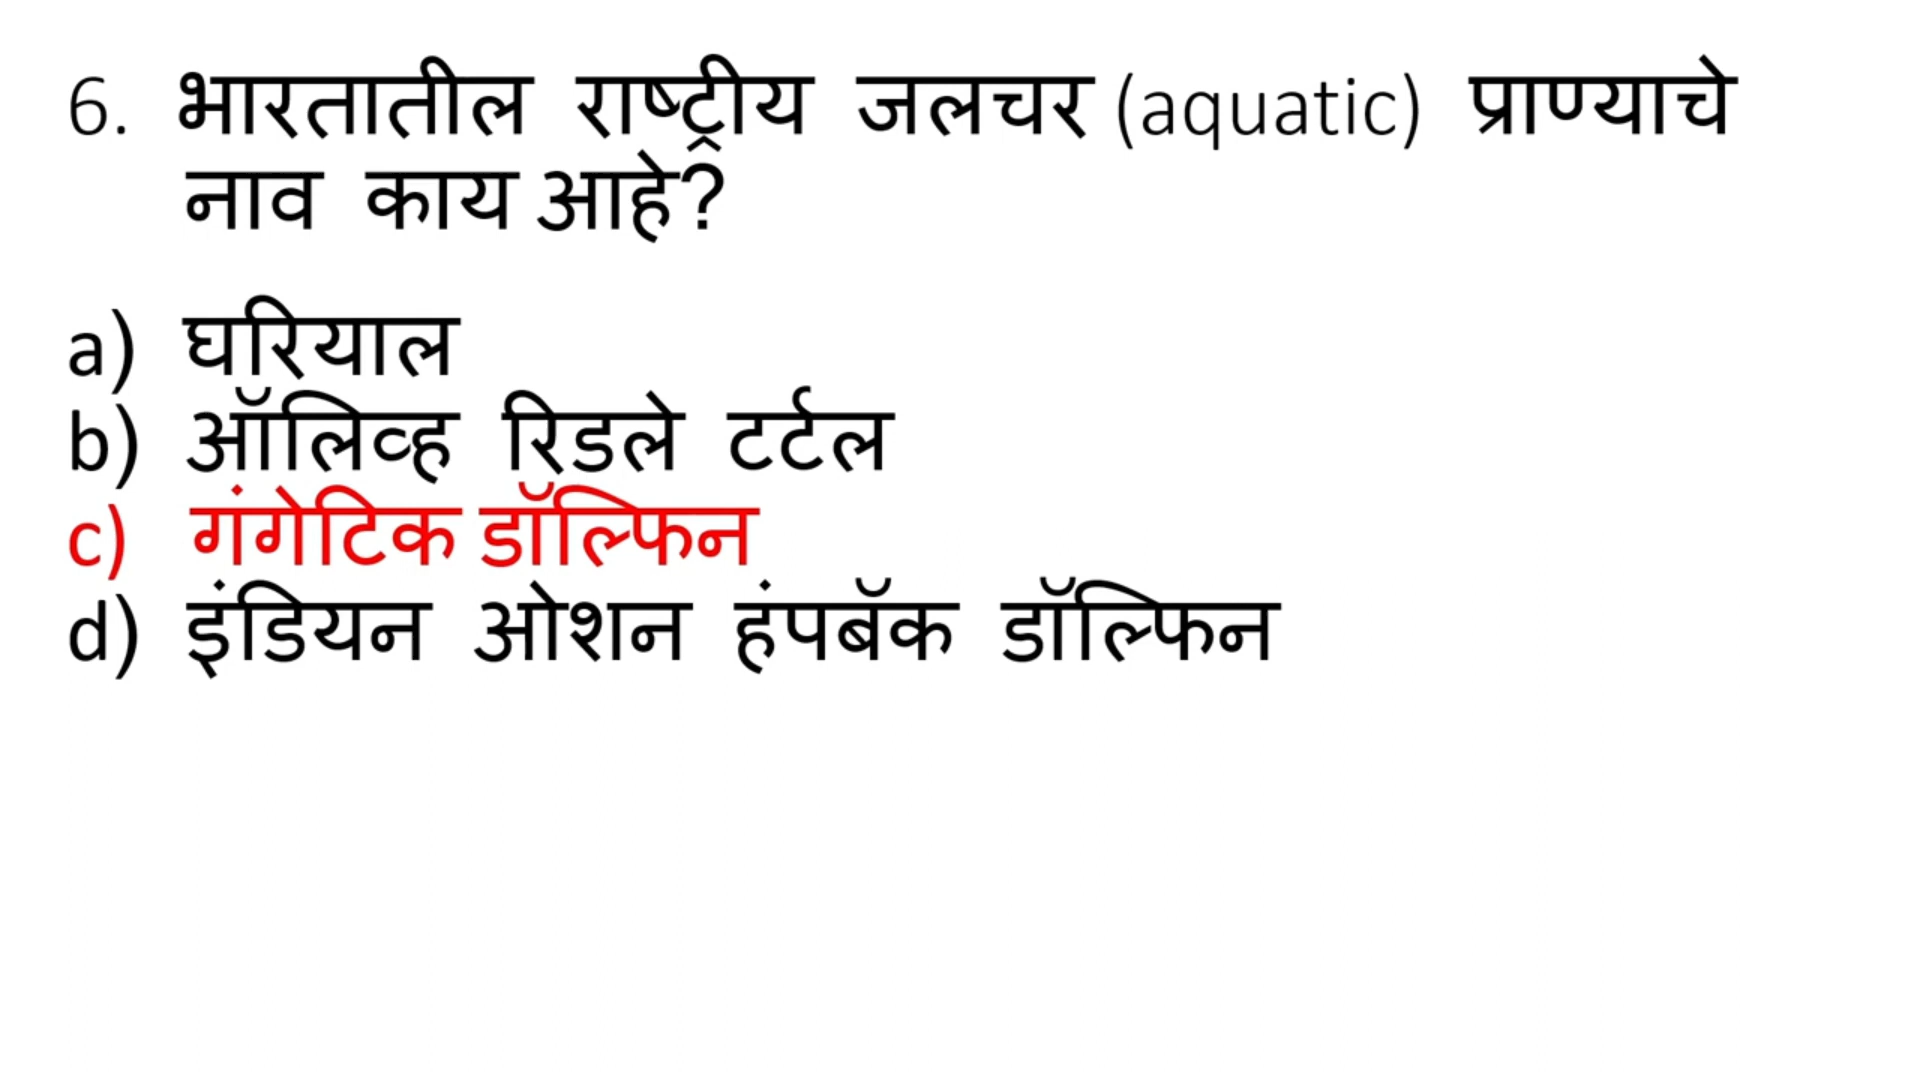 6. भारतातील राष्ट्रीय जलचर (aquatic) प्राण्याचे
नाव काय आहे?
a) घरियाल
b) ऑलिव्ह रिडले टर्टल
c) गंगेटिक डॉल्फिन
d) इंडियन ओशन हंपबॅक डॉल्फिन